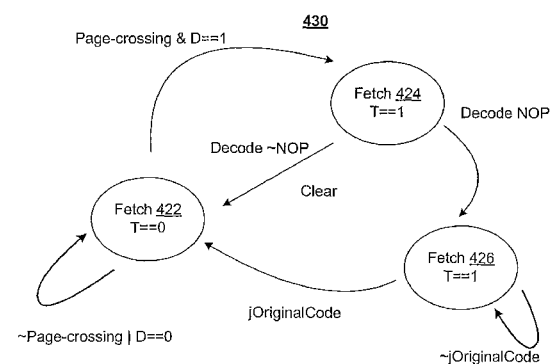 430
Page-crossing & D==1
Fetch 424
T==1
Decode NOP
Decode ~NOP
Clear
Fetch 422
T==0
Fetch 426
T==1
jOriginalCode
~Page-crossing | D==0
~jOriginalCode